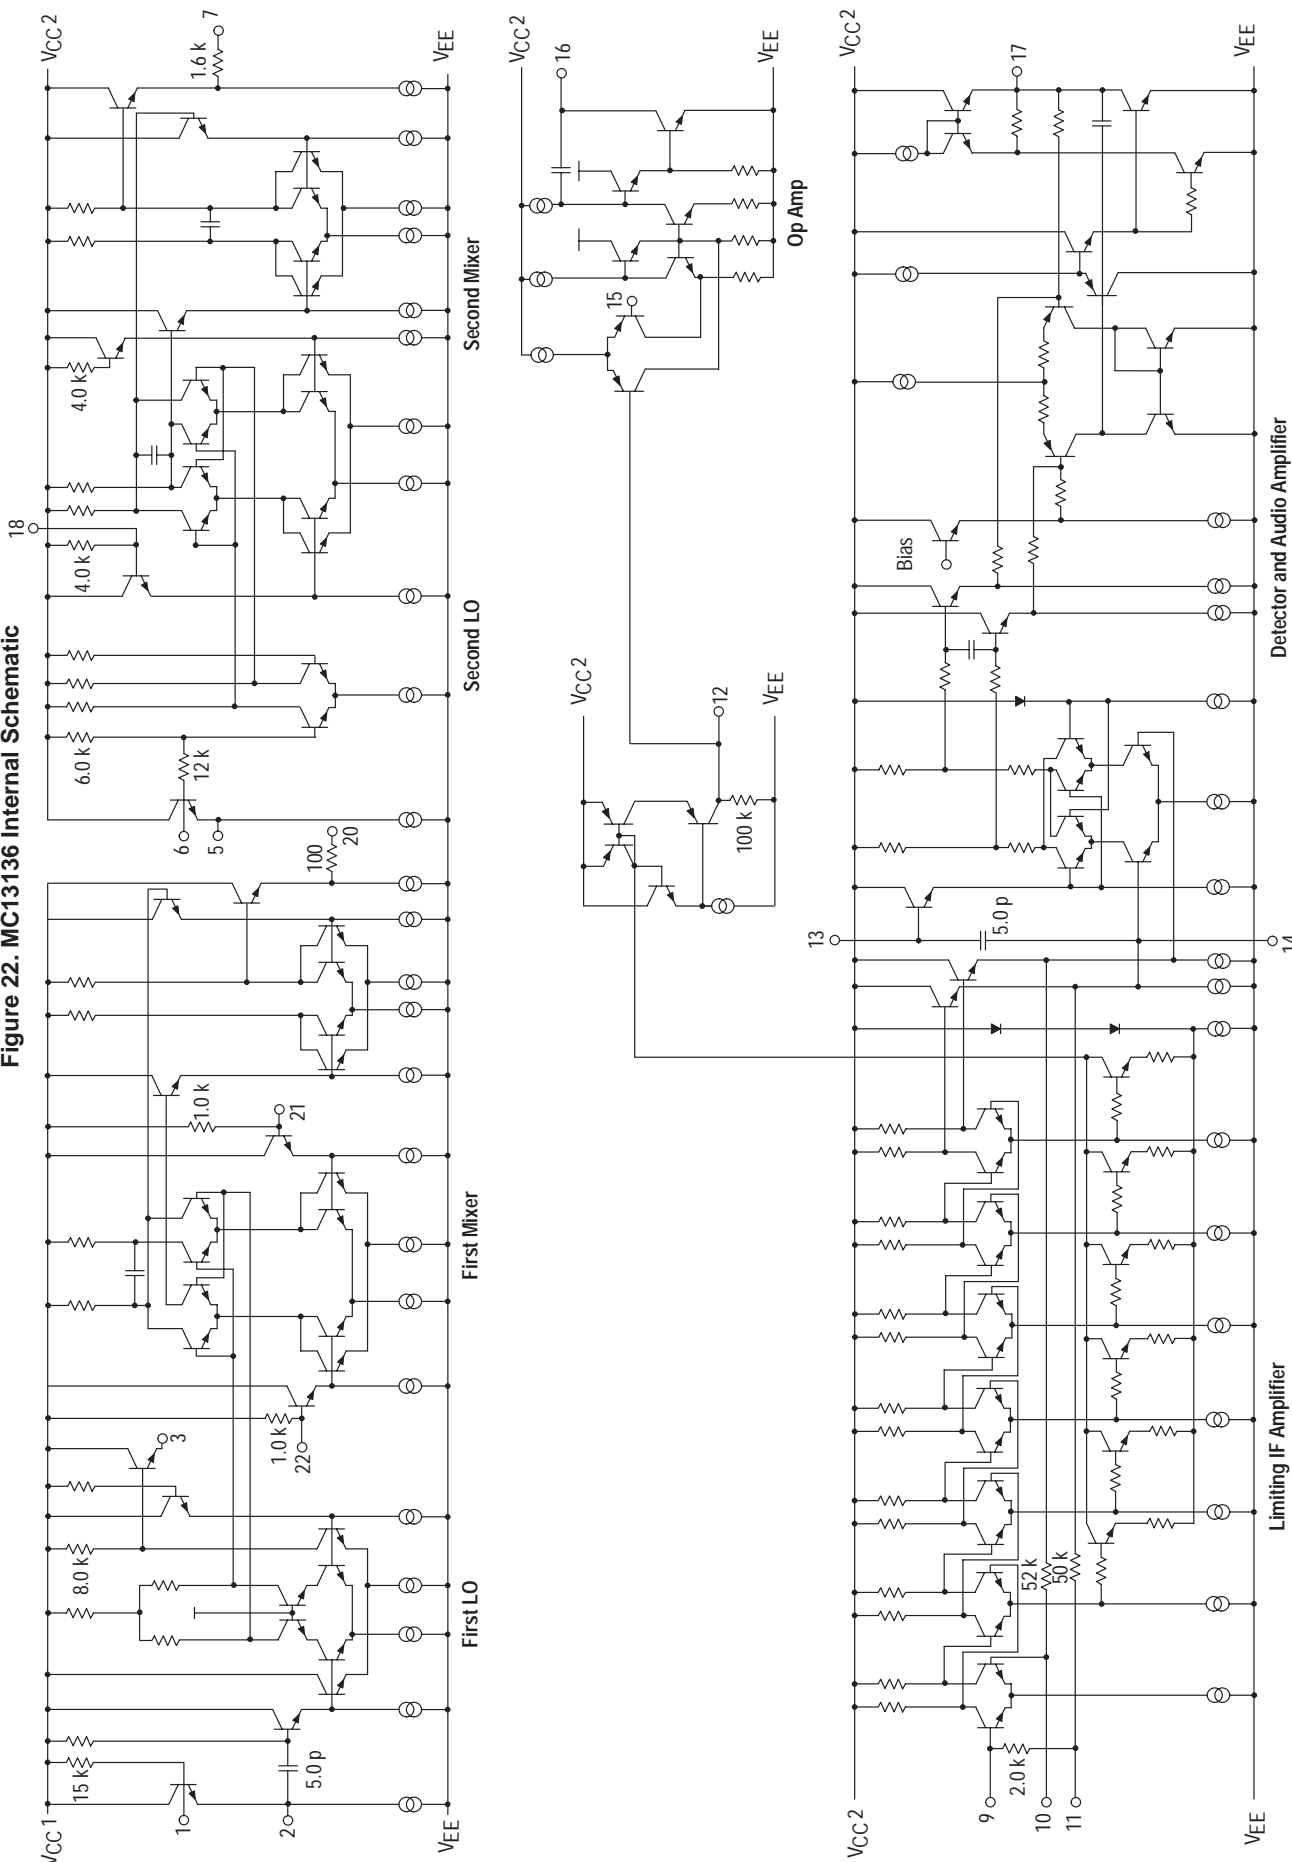 Figure 22. MC13136 Internal Schematic
VCC 1
15 k
1
2
5.0 p
8.0 k
3
First LO
VEE
1.0 k
22
First Mixer
1.0 k
21
100
20
6
5
12 k
6.0 k
Second LO
18
4.0 k
4.0 k
Second Mixer
1.6 k
7
VCC 2
VEE
VCC 2
12
100 k
VEE
15
16
VCC 2
VEE
Op Amp
VCC 2
9
2.0 k
10
11
52 k
50 k
VEE
Limiting IF Amplifier
13
5.0 p
14
Bias
17
VCC 2
VEE
Detector and Audio Amplifier